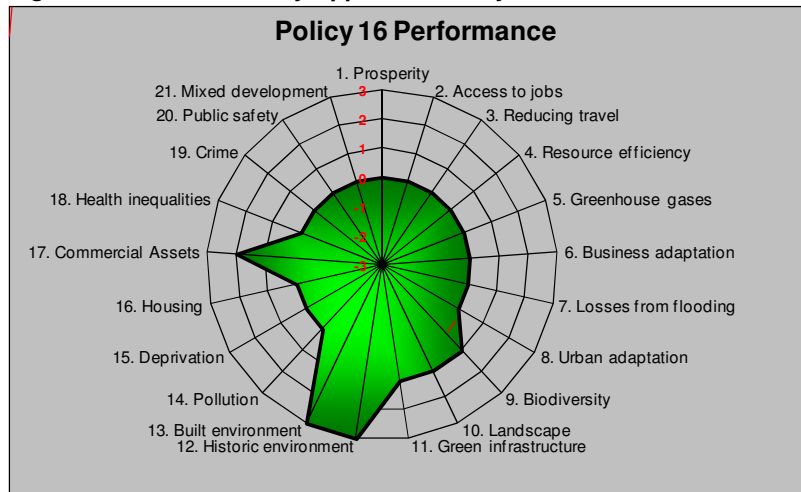 Policy 16 Performance
1. Prosperity
2. Access to jobs
3. Reducing travel
4. Resource efficiency
5. Greenhouse gases
6. Business adaptation
7. Losses from flooding
8. Urban adaptation
9. Biodiversity
10. Landscape
11. Green infrastructure
12. Historic environment
13. Built environment
14. Pollution
15. Deprivation
16. Housing
17. Commercial Assets
18. Health inequalities
19. Crime
20. Public safety
21. Mixed development
3
2
1
0
-1
-2
-3